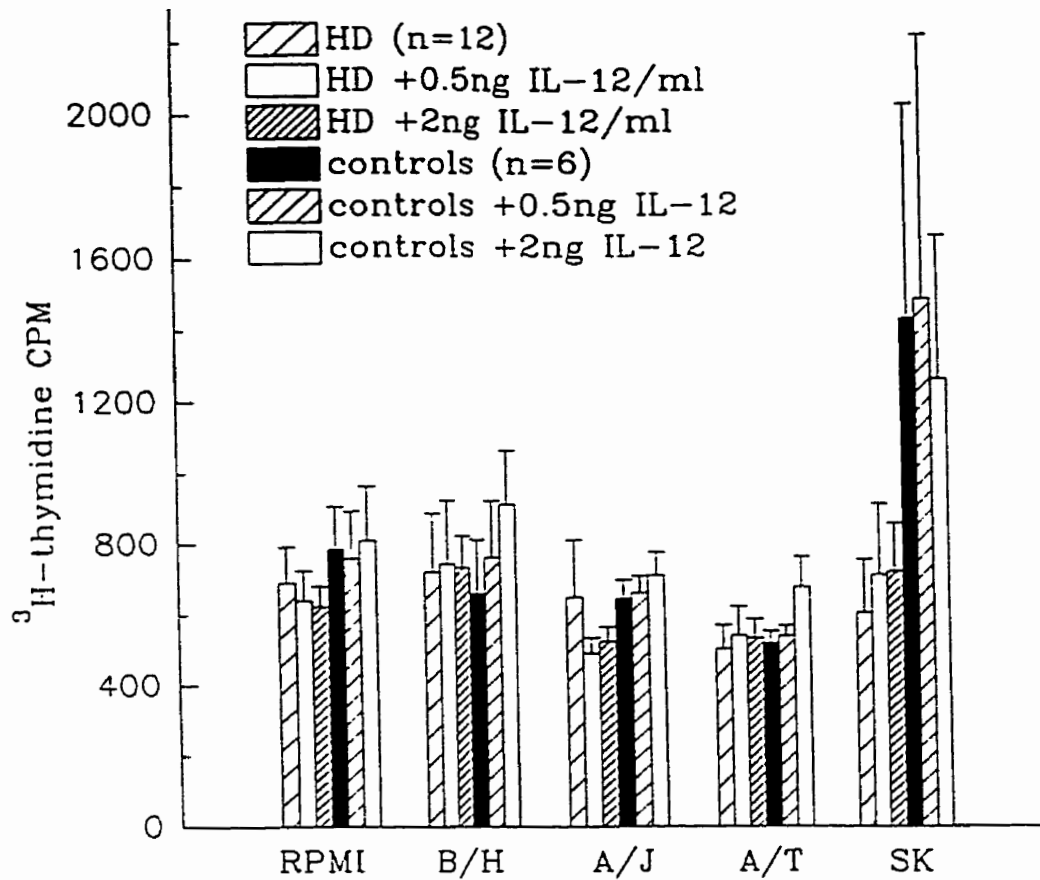 HD (n=12)
HD +0.5ng IL-12/ml
HD +2ng IL-12/ml
controls (n=6)
controls +0.5ng IL-12
controls +2ng IL-12
³H-thymidine CPM
2000
1600
1200
800
400
0
RPMI B/H A/J A/T SK